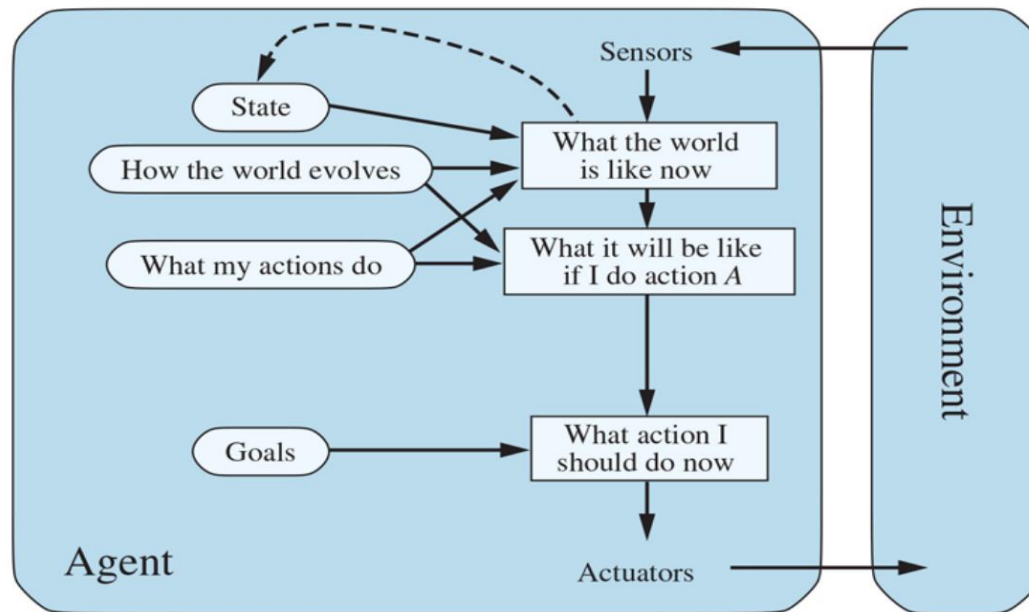 Sensors
State
What the world
is like now
How the world evolves
What my actions do
What it will be like
if I do action A
Goals
What action I
should do now
Agent
Actuators
Environment